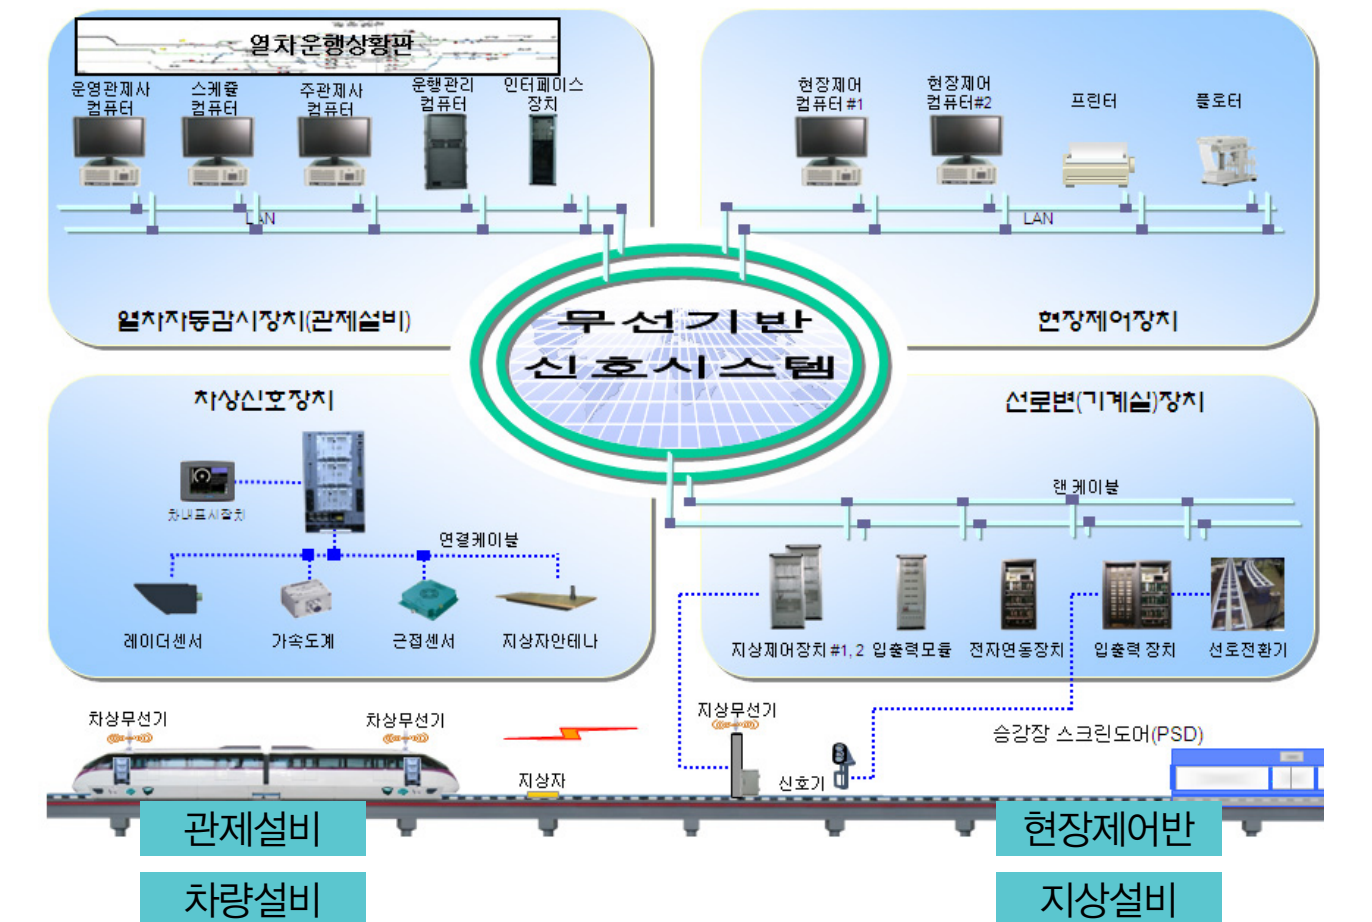 열차운행상황판
운영관제사
컴퓨터
스케쥴
컴퓨터
주관제사
컴퓨터
운행관리
컴퓨터
인터페이스
장치
LAN
열차자동감시장치(관제설비)
현장제어
컴퓨터 #1
현장제어
컴퓨터#2
프린터
플로터
LAN
현장제어장치
무선기반
신호시스템
차상신호장치
차내표시장치
연결케이블
레이더센서
가속도계
근접센서
지상자안테나
선로변(기계실)장치
랜 케이블
지상제어장치 #1, 2
입출력모듈
전자연동장치
입출력 장치
선로전환기
차상무선기
차상무선기
지상자
지상무선기
신호기
승강장 스크린도어(PSD)
관제설비
현장제어반
차량설비
지상설비